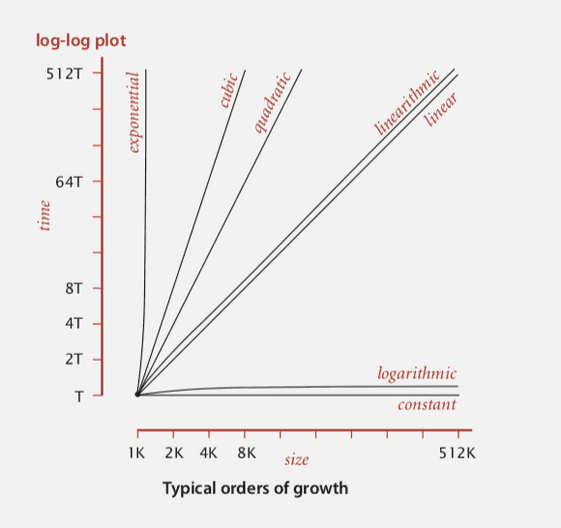 log-log plot
512T
64T
8T
4T
2T
T
time
exponential
cubic
quadratic
linearithmic
linear
logarithmic
constant
1K 2K 4K 8K 512K
size
Typical orders of growth